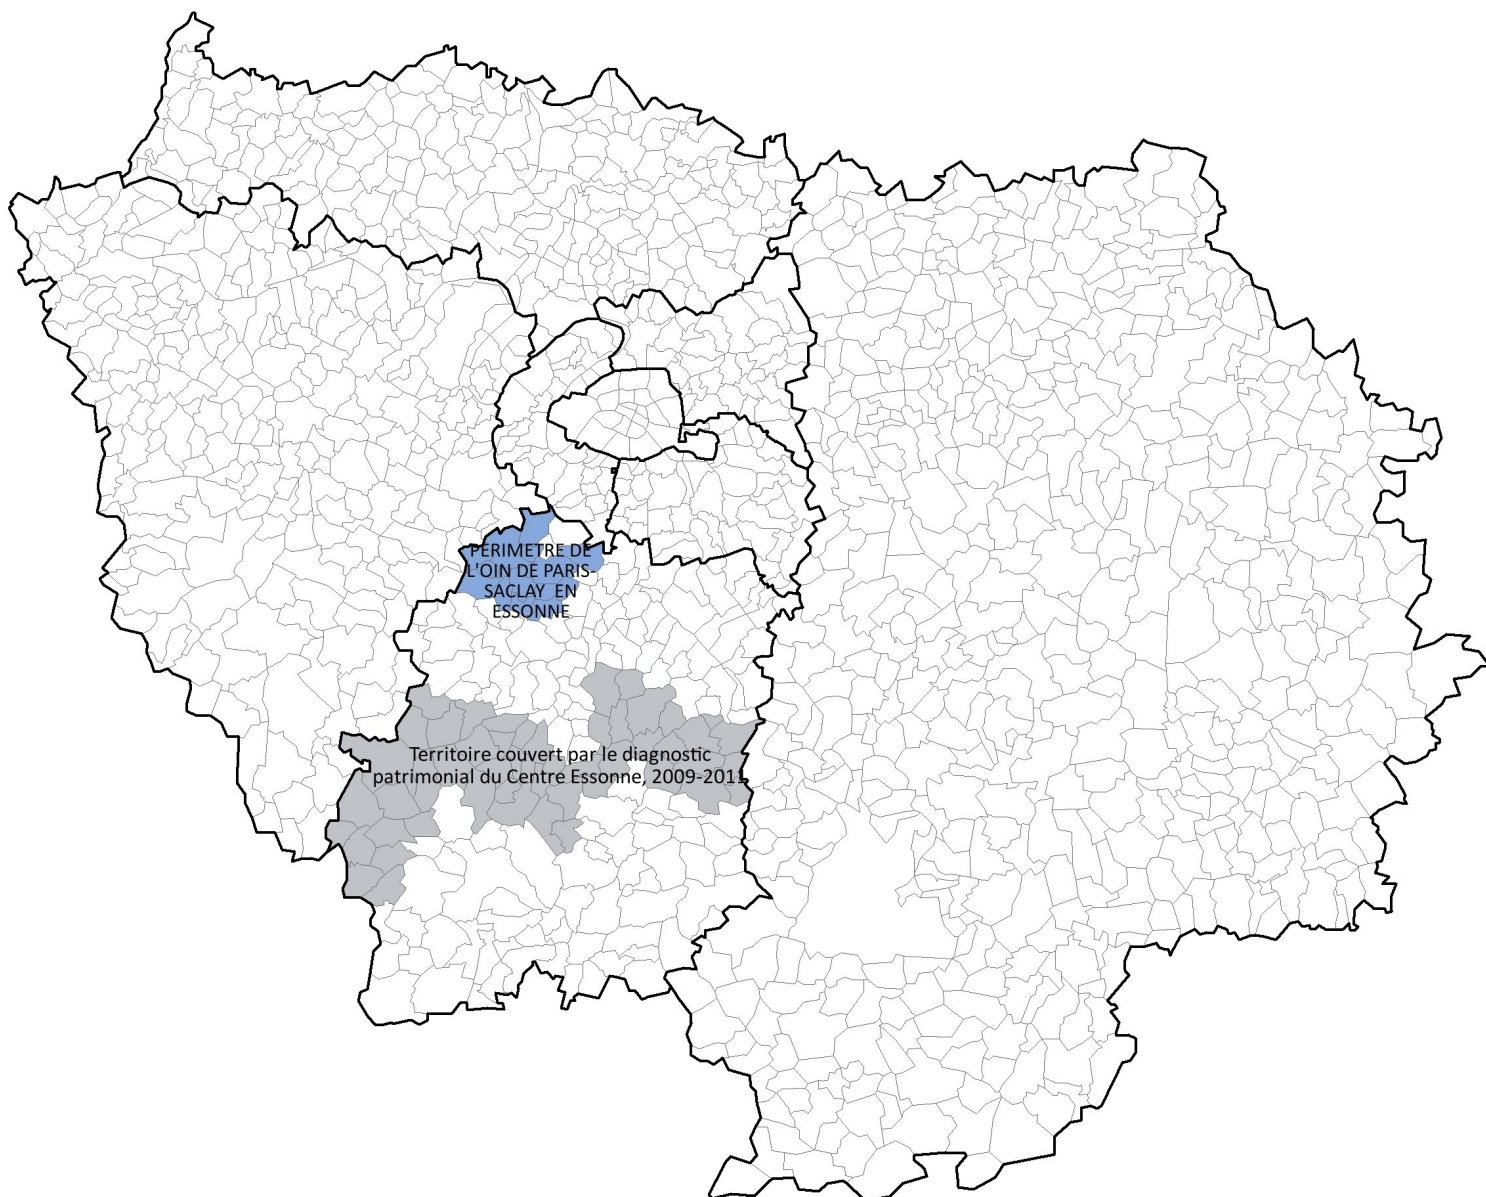 PERIMETRE DE
L'OIN DE PARIS-
SACLAY EN
ESSONNE
Territoire couvert par le diagnostic
patrimonial du Centre Essonne, 2009-2011